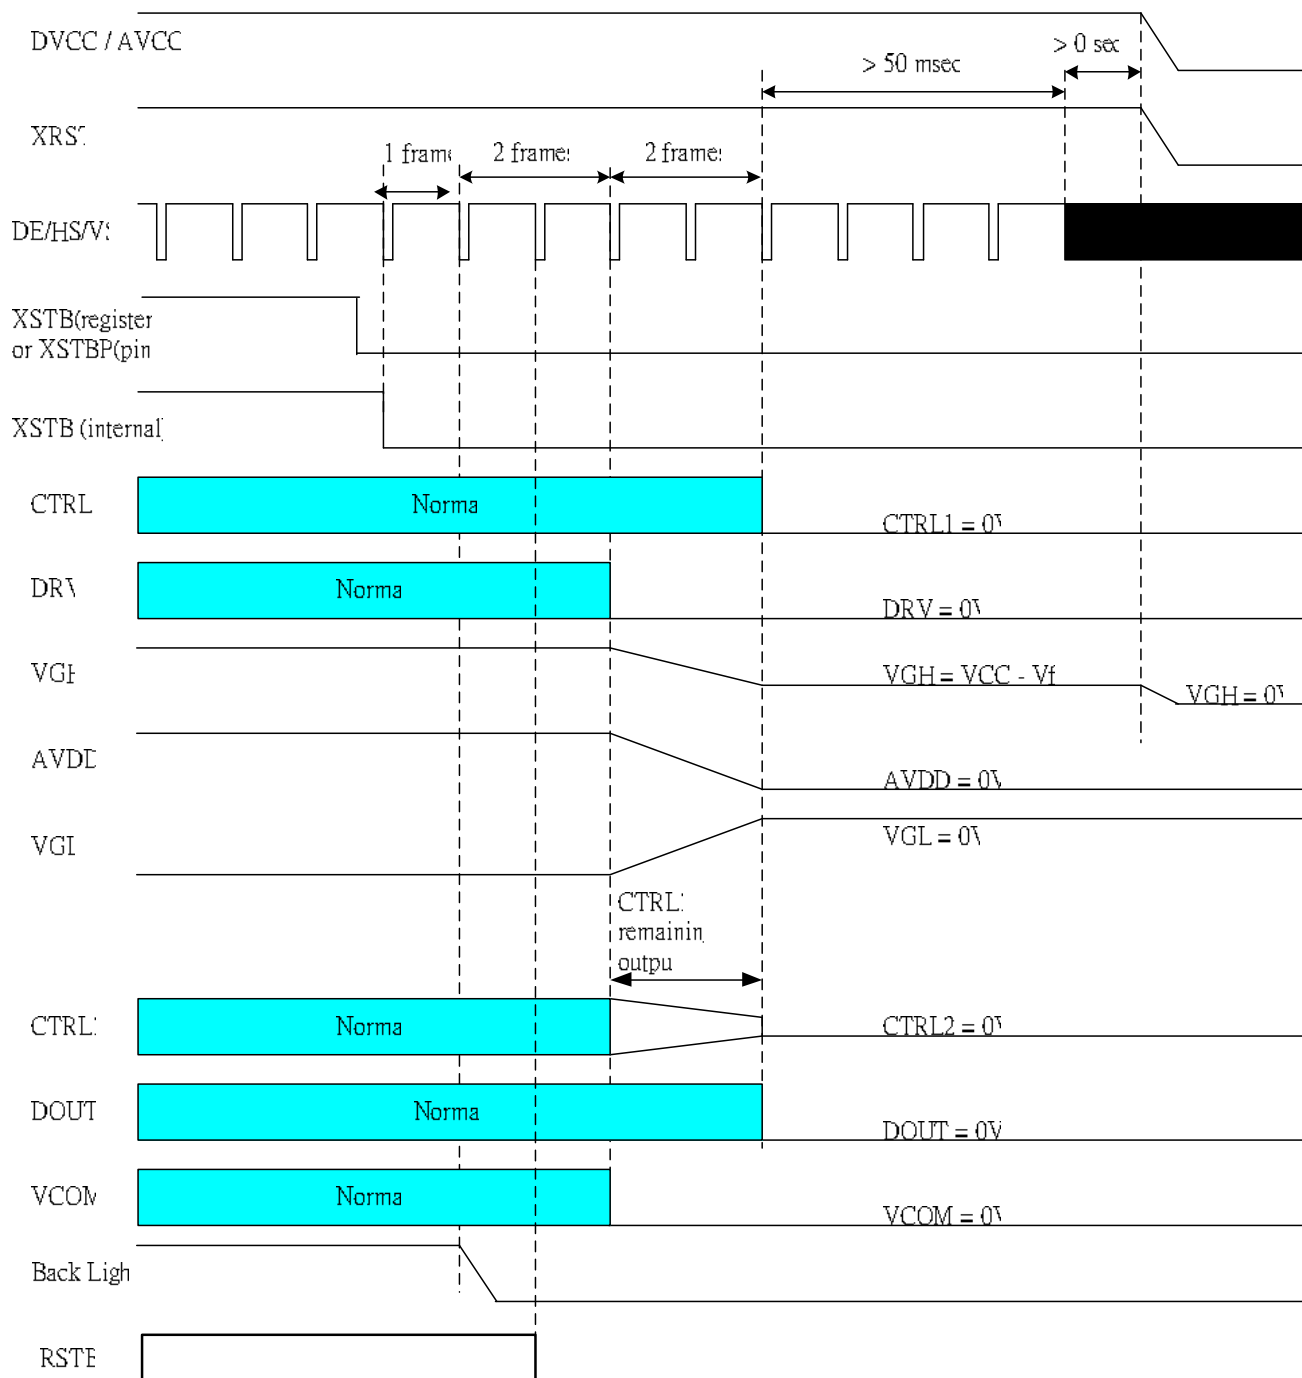 DVCC / AVCC
> 0 sec
> 50 msec
XRST
1 frame
2 frames
2 frames
DE/HS/VS
XSTB(register
or XSTBP(pin
XSTB (internal)
CTRL
Norma
CTRL1 = 0V
DRV
Norma
DRV = 0V
VGH
VGH = VCC - Vf
VGH = 0V
AVDD
AVDD = 0V
VGL
VGL = 0V
CTRL2
remainin
outpu
CTRL2
Norma
CTRL2 = 0V
DOUT
Norma
DOUT = 0V
VCOM
Norma
VCOM = 0V
Back Ligh
RSTB